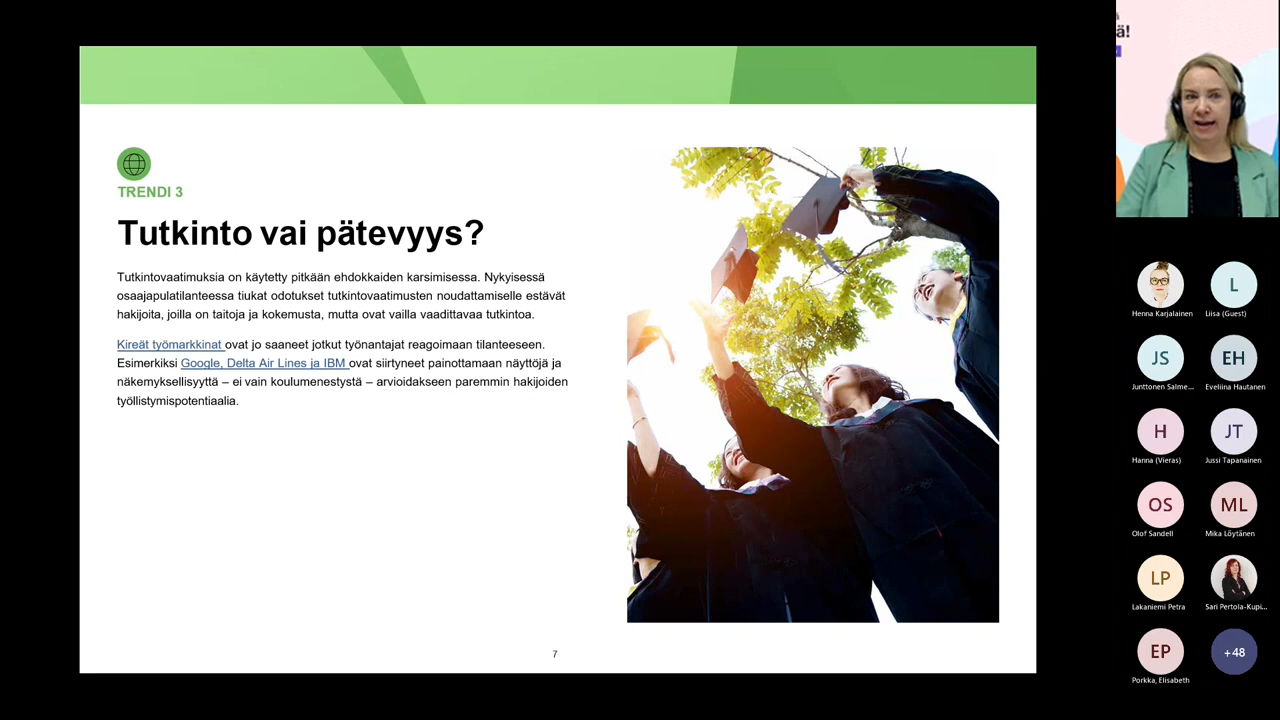 TRENDI 3
Tutkinto vai pätevyys?
Tutkintovaatimuksia on käytetty pitkään ehdokkaiden karsimisessa. Nykyisessä
osaajapulatilanteessa tiukat odotukset tutkintovaatimusten noudattamiselle estävät
hakijoita, joilla on taitoja ja kokemusta, mutta ovat vailla vaadittavaa tutkintoa.
Kireät työmarkkinat ovat jo saaneet jotkut työnantajat reagoimaan tilanteeseen.
Esimerkiksi Google, Delta Air Lines ja IBM ovat siirtyneet painottamaan näyttöjä ja
näkemyksellisyyttä – ei vain koulumenestystä – arvioidakseen paremmin hakijoiden
työllistymispotentiaalia.
7
ä!
Henna Karjalainen
L
Liisa (Guest)
JS
Junttonen Salme...
EH
Eveliina Hautanen
H
Hanna (Vieras)
JT
Jussi Tapanainen
OS
Olof Sandell
ML
Mika Löytänen
LP
Lakaniemi Petra
Sari Pertola-Kupi...
EP
Porkka, Elisabeth
+48